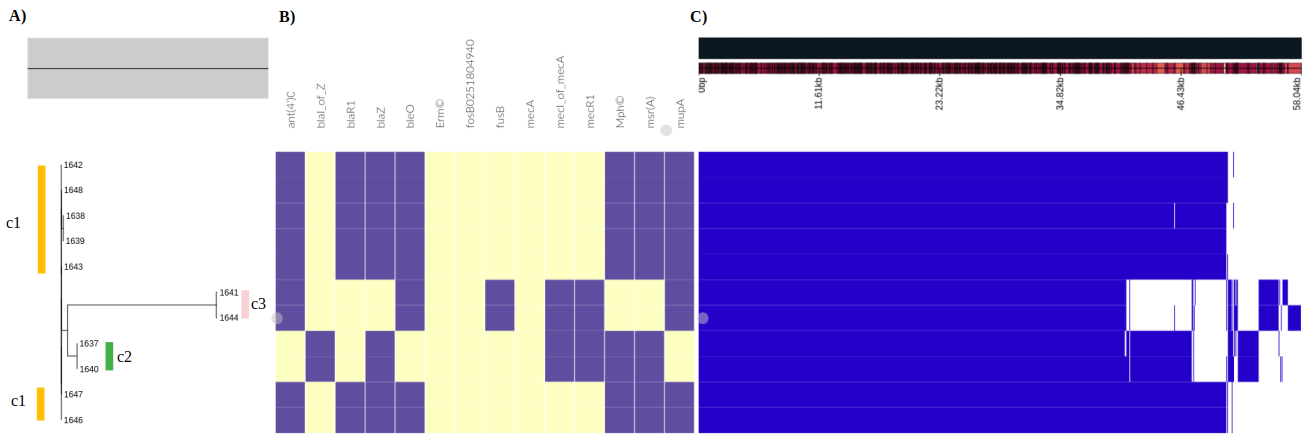 A)
B)
C)
ant(4')C
blaI_of_Z
blaR1
blaZ
bleO
Erm©
fosB0251804940
fusB
mecA
mecI_of_mecA
mecR1
Mph©
msr(A)
mupA
0bp
11.61kb
23.22kb
34.82kb
46.43kb
58.04kb
c1
1642
1648
1638
1639
1643
1641
1644
c3
1637
1640
c2
c1
1647
1646